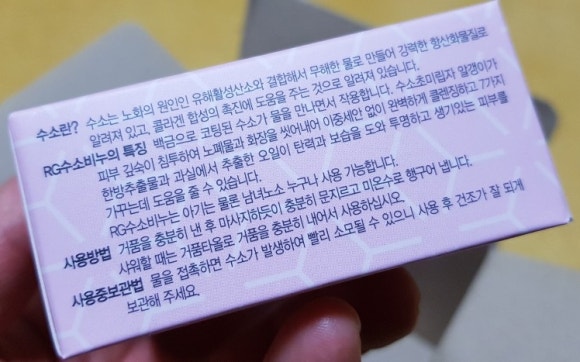 수소란? 수소는 노화의 원인인 유해활성산소와 결합해서 무해한 물로 만들어 강력한 항산화물질로
알려져 있고, 콜라겐 합성의 촉진에 도움을 주는 것으로 알려져 있습니다.
RG수소비누의 특징 백금으로 코팅된 수소가 물을 만나면서 작용합니다. 수소초미립자 알갱이가
피부 깊숙이 침투하여 노폐물과 화장을 씻어내어 이중세안 없이 완벽하게 클렌징하고 7가지
한방추출물과 과실에서 추출한 오일이 탄력과 보습을 도와 투명하고 생기있는 피부를
가꾸는데 도움을 줄 수 있습니다.
RG수소비누는 아기는 물론 남녀노소 누구나 사용 가능합니다.
사용방법 거품을 충분히 낸 후 마사지하듯이 충분히 문지르고 미온수로 행구어 냅니다.
샤워할 때는 거품타올로 거품을 충분히 내어서 사용하십시오.
사용중보관법 물을 접촉하면 수소가 발생하여 빨리 소모될 수 있으니 사용 후 건조가 잘 되게
보관해 주세요.